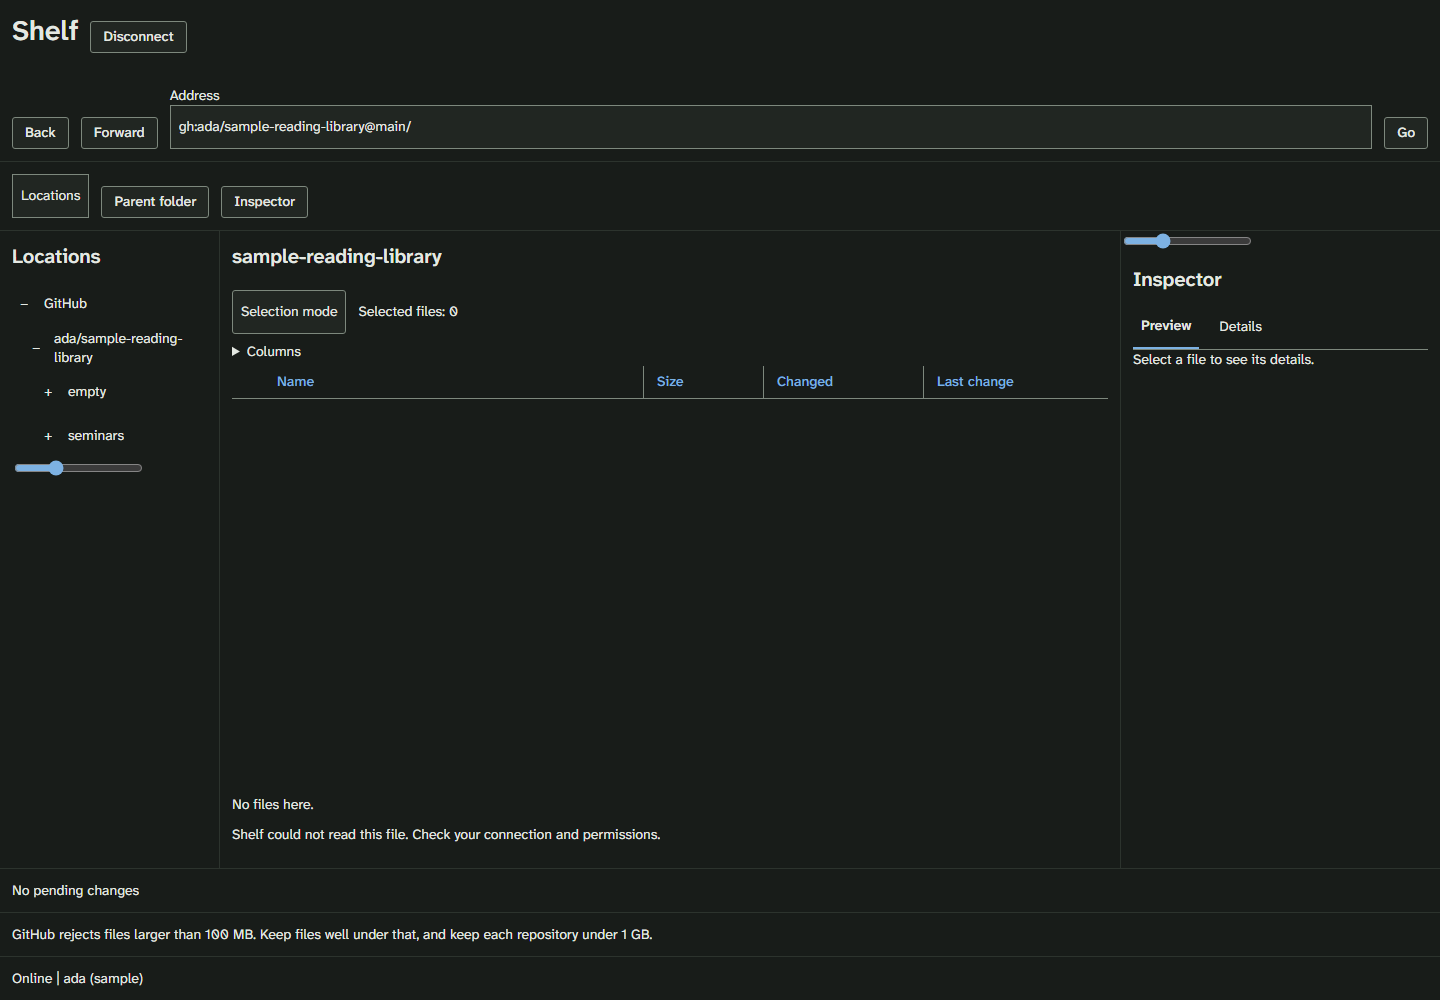 Shelf
Disconnect
Address
Back
Forward
gh:ada/sample-reading-library@main/
Go
Locations
Parent folder
Inspector
Locations
– GitHub
– ada/sample-reading-
library
+ empty
+ seminars
sample-reading-library
Selection mode
Selected files: 0
▶ Columns
Name
Size
Changed
Last change
No files here.
Shelf could not read this file. Check your connection and permissions.
Inspector
Preview
Details
Select a file to see its details.
No pending changes
GitHub rejects files larger than 100 MB. Keep files well under that, and keep each repository under 1 GB.
Online | ada (sample)